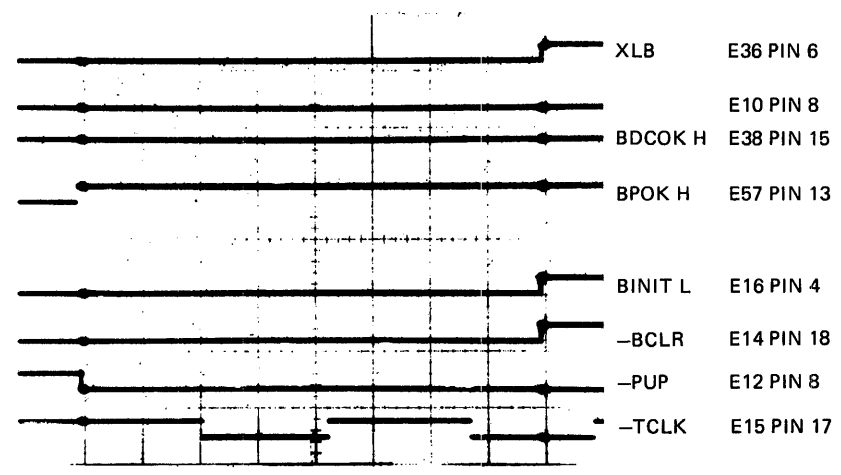 XLB E36 PIN 6
E10 PIN 8
BDCOK H E38 PIN 15
BPOK H E57 PIN 13
BINIT L E16 PIN 4
–BCLR E14 PIN 18
–PUP E12 PIN 8
–TCLK E15 PIN 17